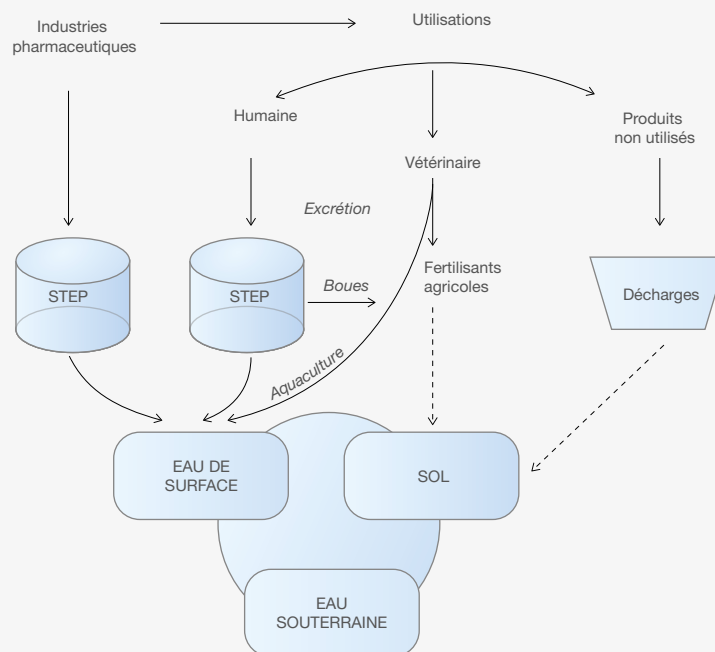 Industries
pharmaceutiques
Utilisations
Humaine
Produits
non utilisés
Vétérinaire
Excrétion
STEP
STEP
Boues
Fertilisants
agricoles
Décharges
Aquaculture
EAU DE
SURFACE
SOL
EAU
SOUTERRAINE